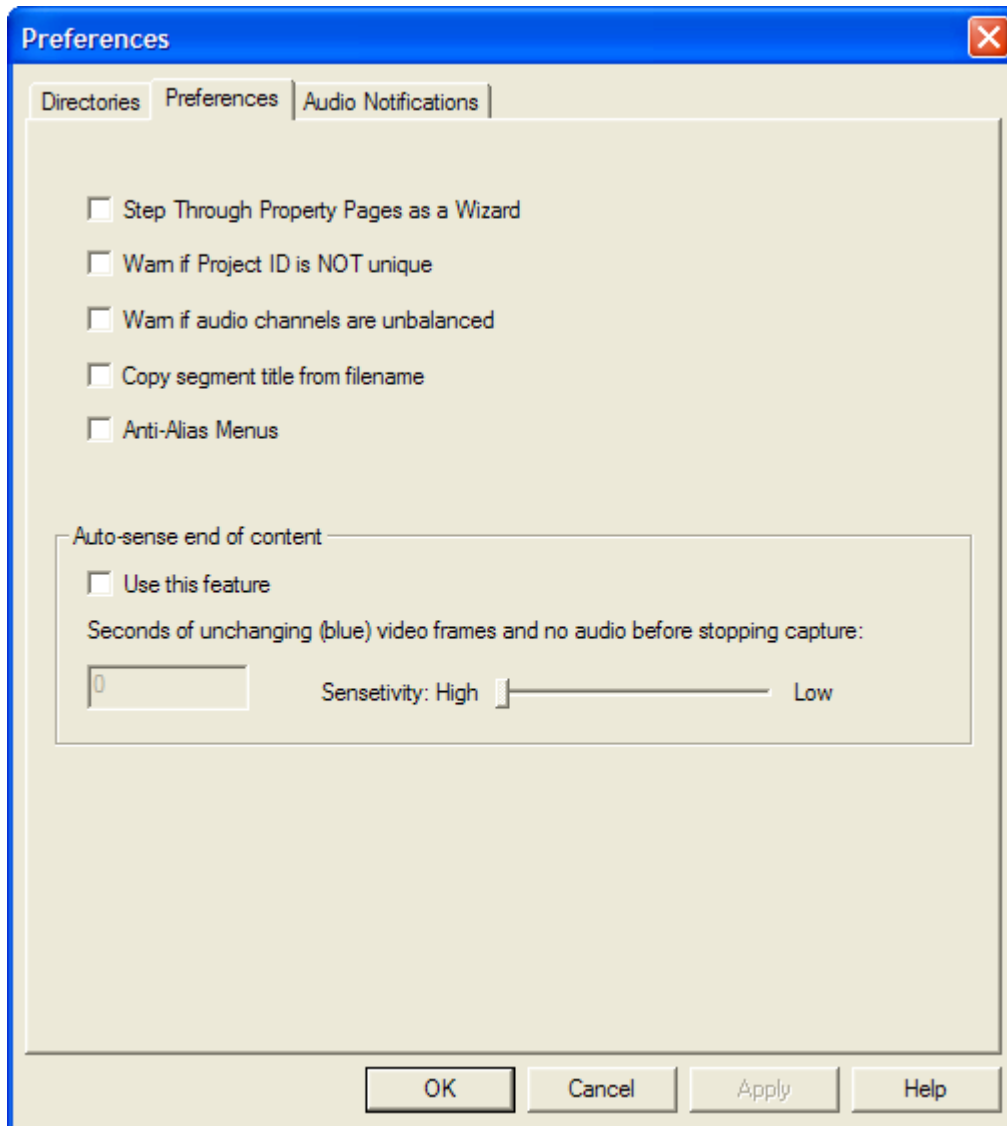 Preferences
Directories Preferences Audio Notifications
Step Through Property Pages as a Wizard
Warn if Project ID is NOT unique
Warn if audio channels are unbalanced
Copy segment title from filename
Anti-Alias Menus
Auto-sense end of content
Use this feature
Seconds of unchanging (blue) video frames and no audio before stopping capture:
0 Sensetivity: High Low
OK Cancel Apply Help